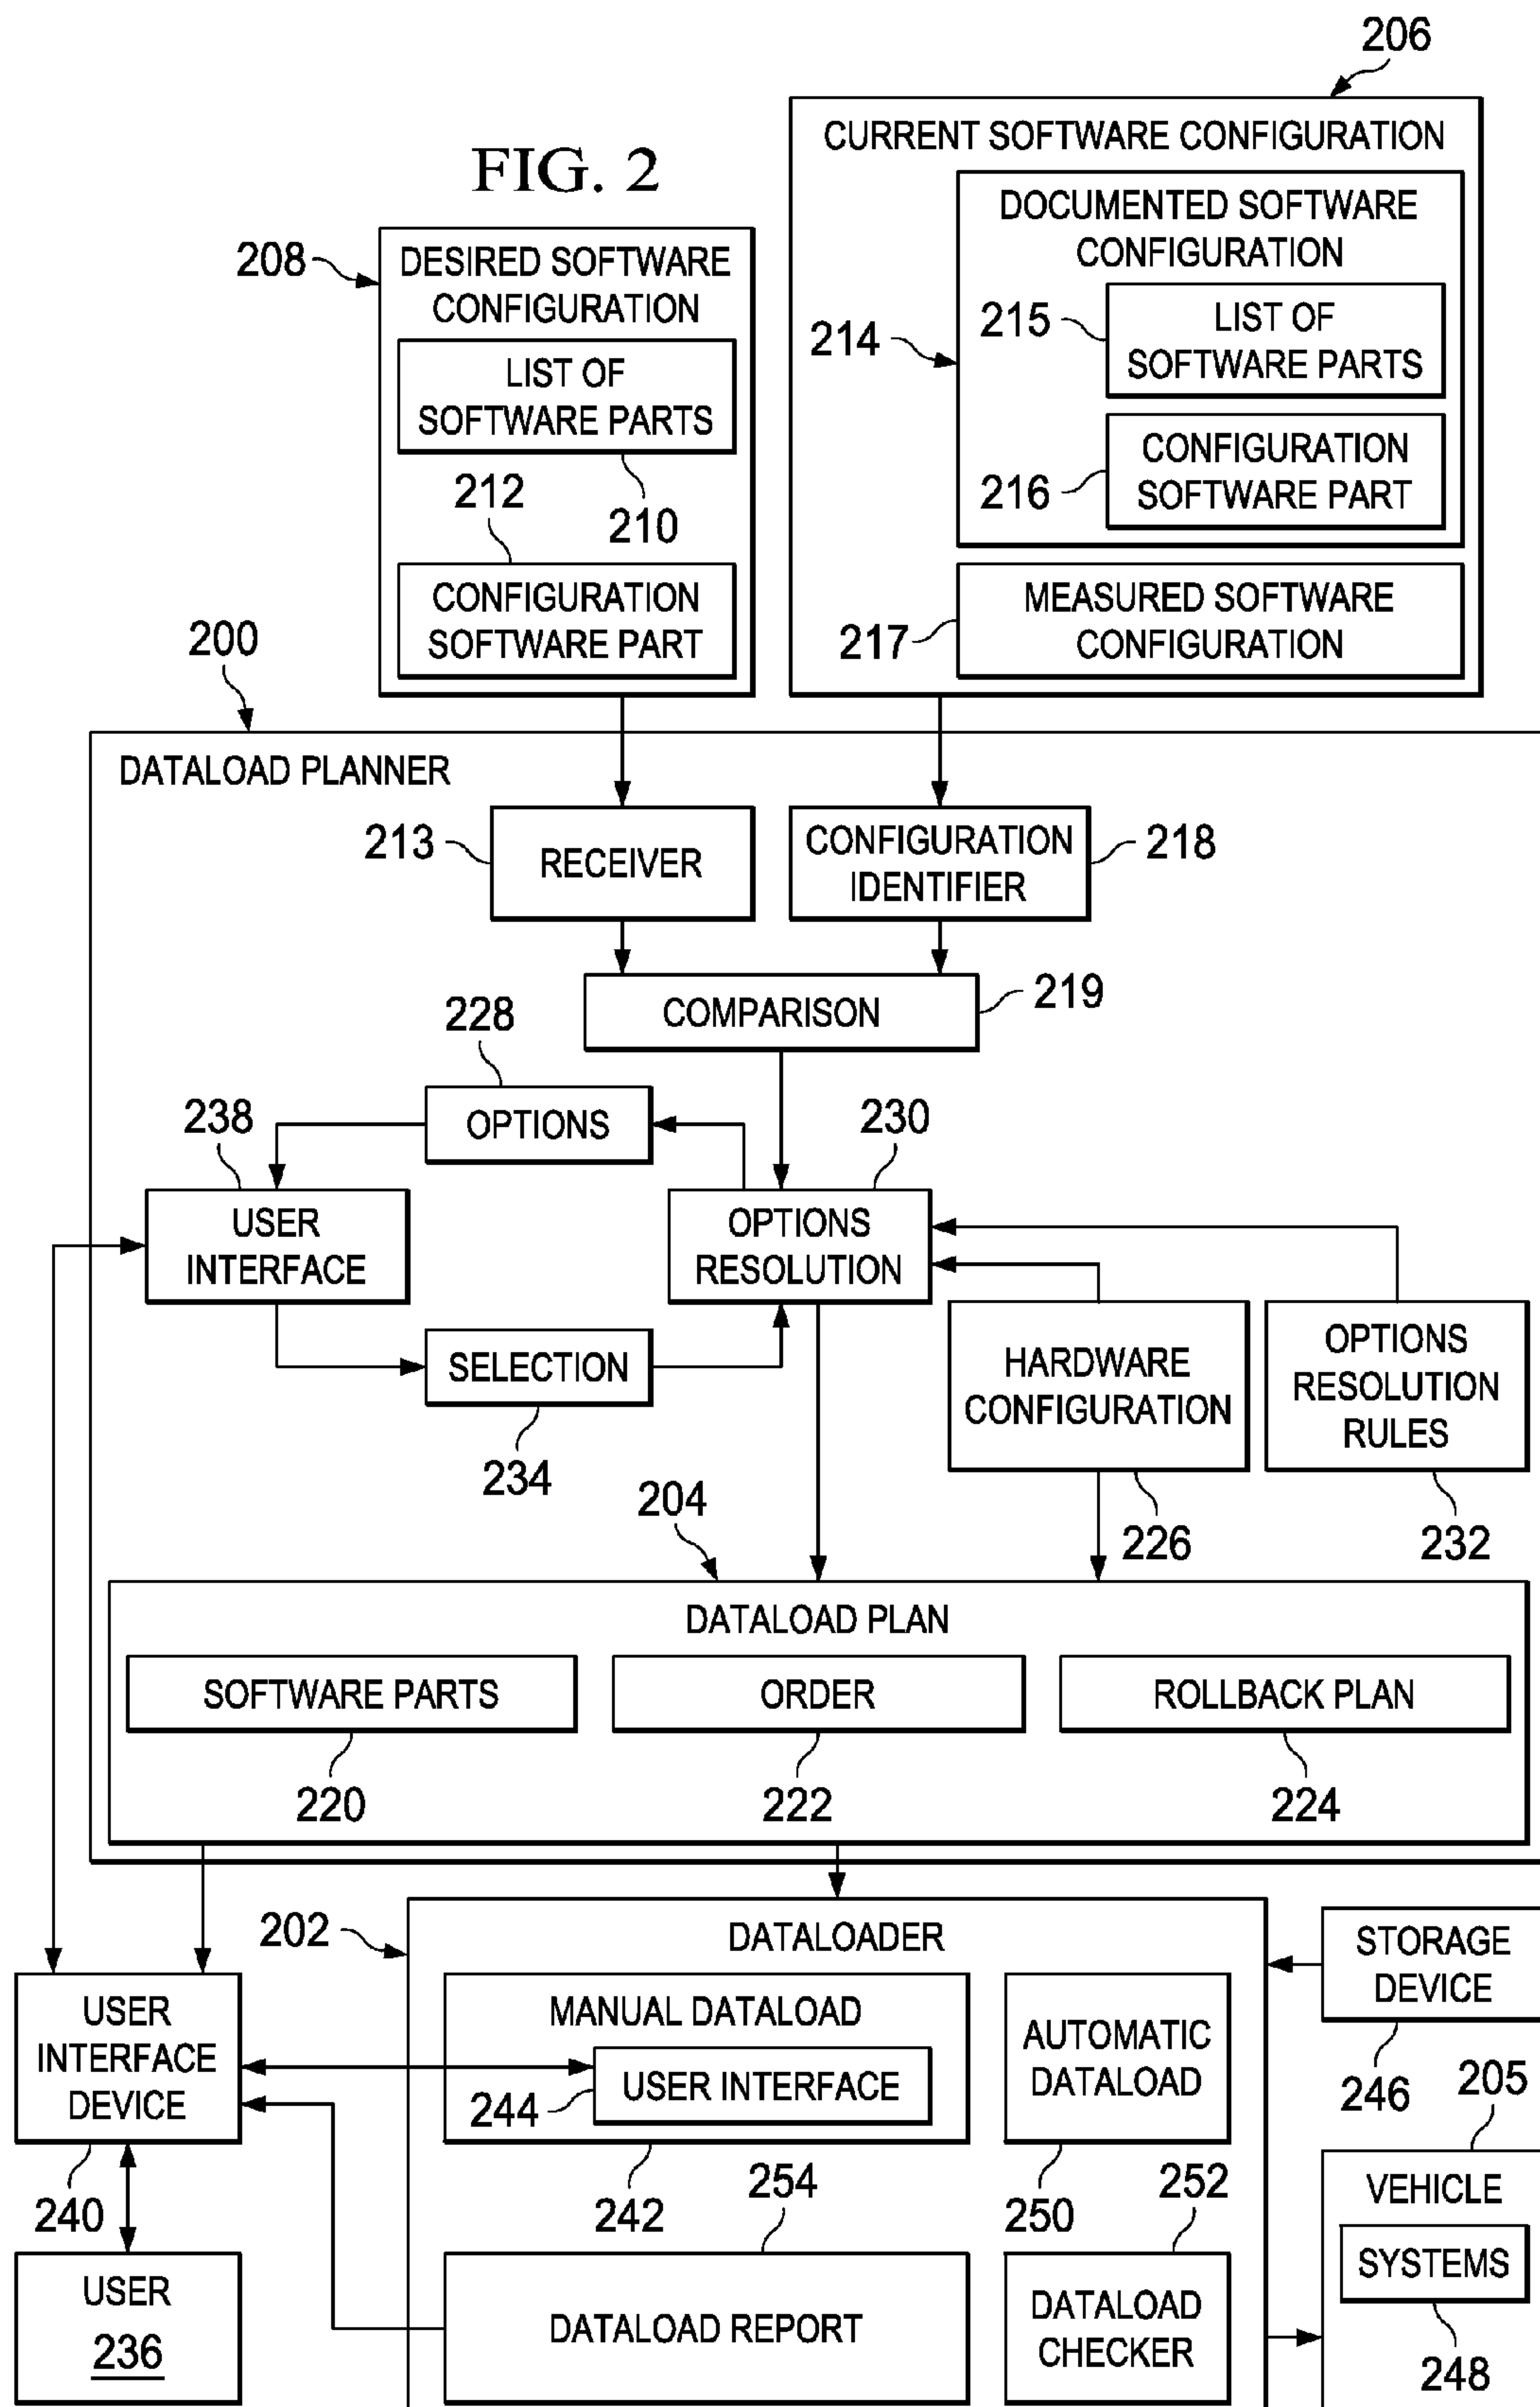 206
CURRENT SOFTWARE CONFIGURATION
FIG. 2
DOCUMENTED SOFTWARE
CONFIGURATION
208
DESIRED SOFTWARE
CONFIGURATION
215
LIST OF
SOFTWARE PARTS
214
LIST OF
SOFTWARE PARTS
212
210
216
CONFIGURATION
SOFTWARE PART
CONFIGURATION
SOFTWARE PART
217
MEASURED SOFTWARE
CONFIGURATION
200
DATALOAD PLANNER
213
RECEIVER
CONFIGURATION
IDENTIFIER
218
COMPARISON
219
228
OPTIONS
238
230
USER
INTERFACE
OPTIONS
RESOLUTION
SELECTION
234
HARDWARE
CONFIGURATION
OPTIONS
RESOLUTION
RULES
204
226
232
DATALOAD PLAN
SOFTWARE PARTS
ORDER
ROLLBACK PLAN
220
222
224
202
DATALOADER
STORAGE
DEVICE
246
USER
INTERFACE
DEVICE
MANUAL DATALOAD
244
USER INTERFACE
AUTOMATIC
DATALOAD
205
240
242
254
250
252
VEHICLE
SYSTEMS
248
USER
236
DATALOAD REPORT
DATALOAD
CHECKER